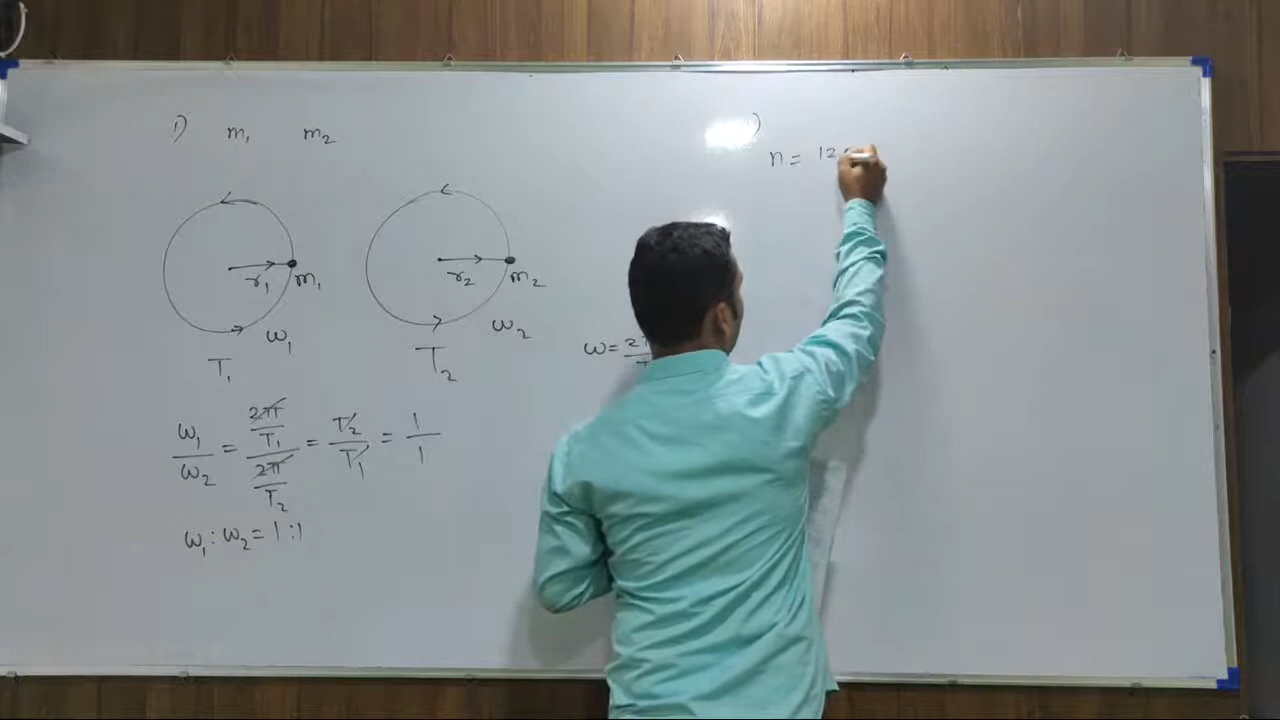 1) m₁ m₂
r₁ m₁
ω₁
T₁
r₂ m₂
ω₂
T₂
ω = 2
ω₁/ω₂ = (2π/T₁)/(2π/T₂) = T₂/T₁ = 1/1
ω₁ : ω₂ = 1 : 1
)
n = 12